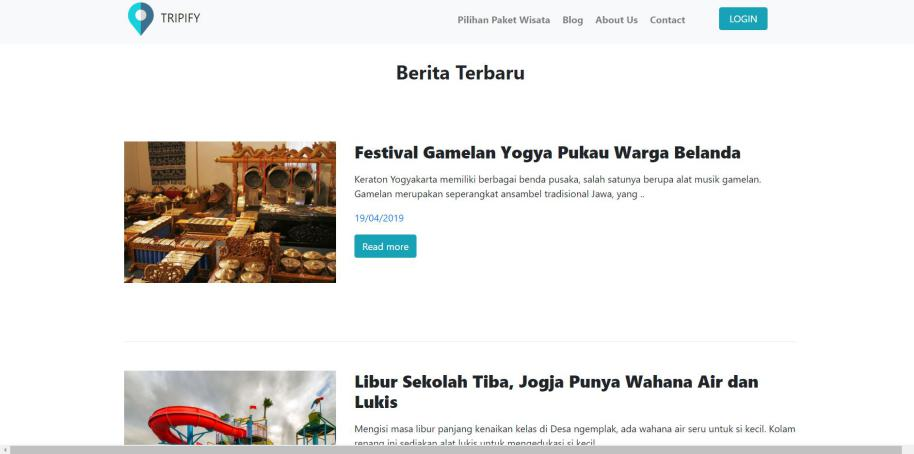 TRIPIFY
Pilihan Paket Wisata Blog About Us Contact LOGIN
Berita Terbaru
Festival Gamelan Yogya Pukau Warga Belanda
Keraton Yogyakarta memiliki berbagai benda pusaka, salah satunya berupa alat musik gamelan.
Gamelan merupakan seperangkat ansambel tradisional Jawa, yang ..
19/04/2019
Read more
Libur Sekolah Tiba, Jogja Punya Wahana Air dan
Lukis
Mengisi masa libur panjang kenaikan kelas di Desa ngemplak, ada wahana air seru untuk si kecil. Kolam
renang ini sediakan alat lukis untuk mengedukasi si kecil